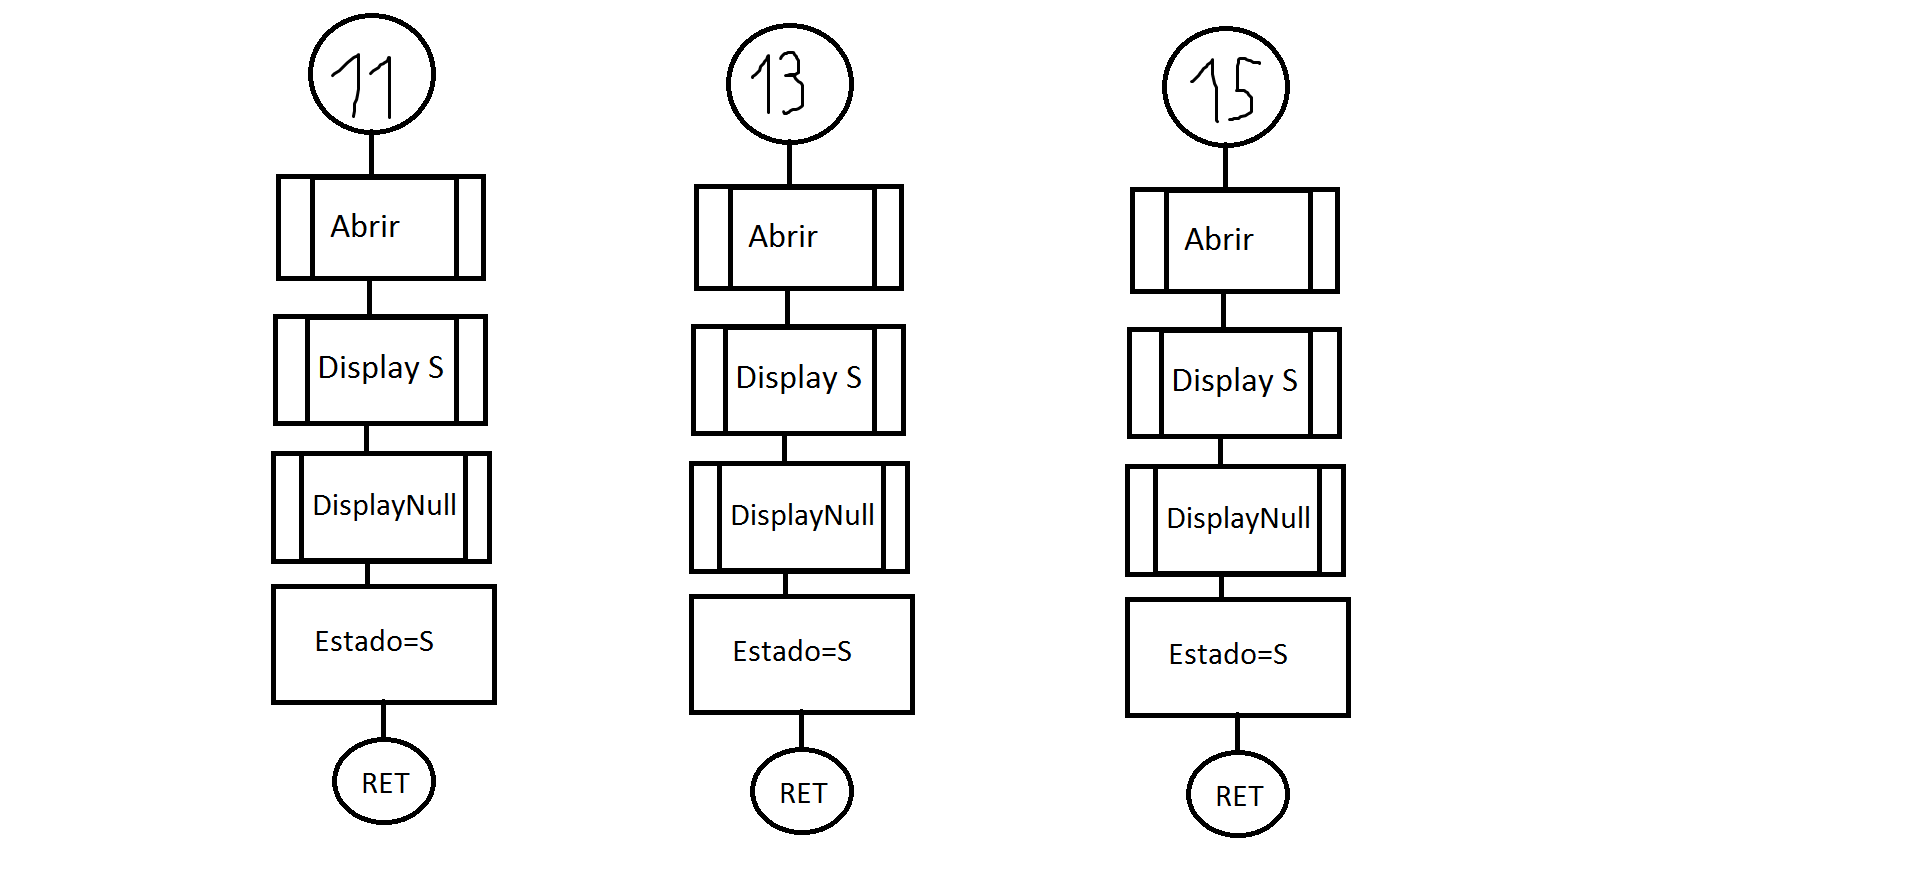 11
Abrir
Display S
DisplayNull
Estado=S
RET
13
Abrir
Display S
DisplayNull
Estado=S
RET
15
Abrir
Display S
DisplayNull
Estado=S
RET